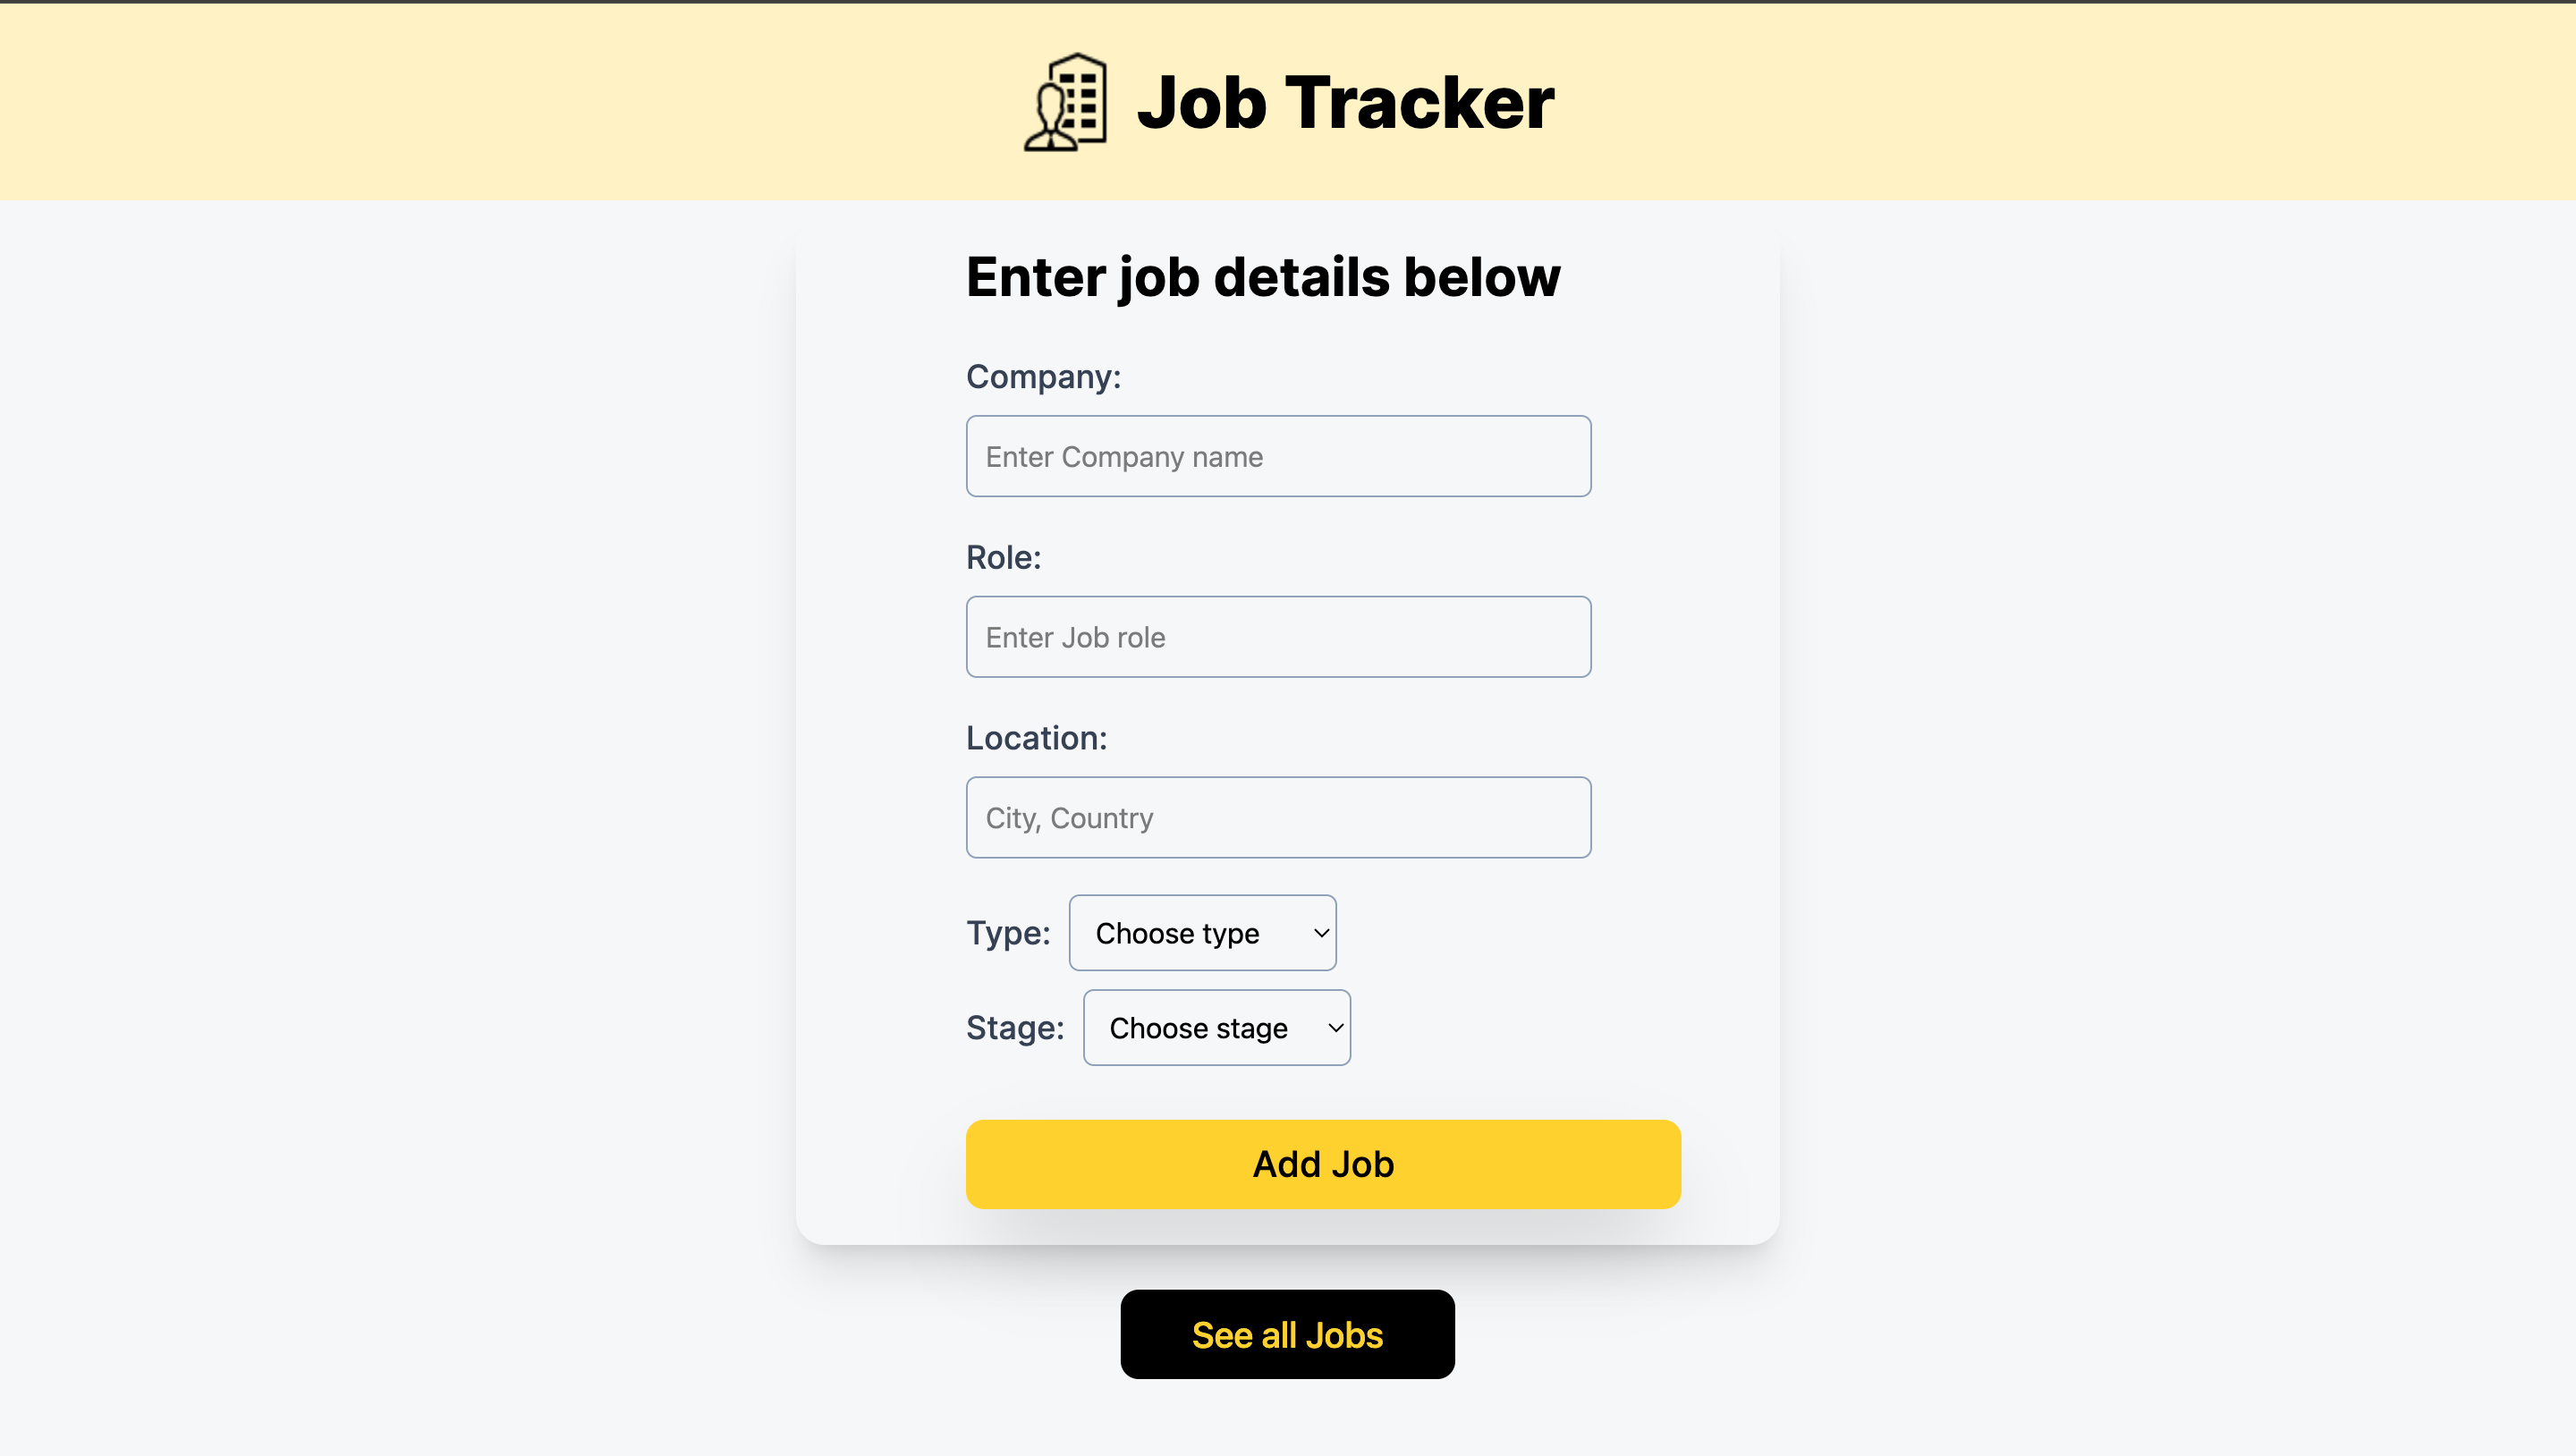 Job Tracker
Enter job details below
Company:
Enter Company name
Role:
Enter Job role
Location:
City, Country
Type: Choose type
Stage: Choose stage
Add Job
See all Jobs